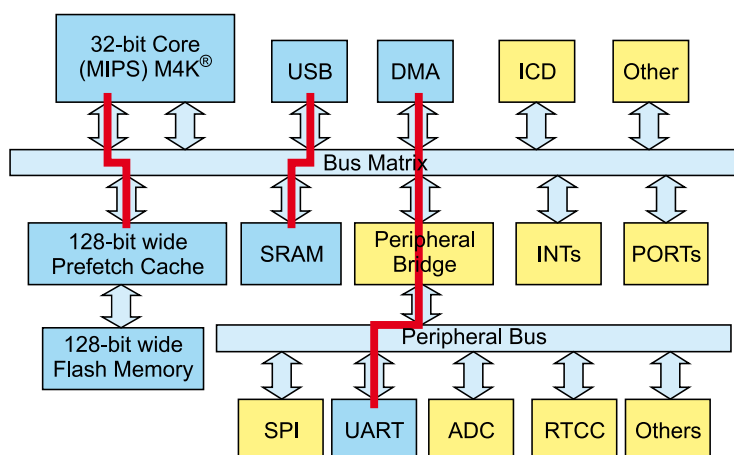 32-bit Core
(MIPS) M4K®
USB
DMA
ICD
Other
Bus Matrix
128-bit wide
Prefetch Cache
SRAM
Peripheral
Bridge
INTs
PORTs
128-bit wide
Flash Memory
Peripheral Bus
SPI
UART
ADC
RTCC
Others